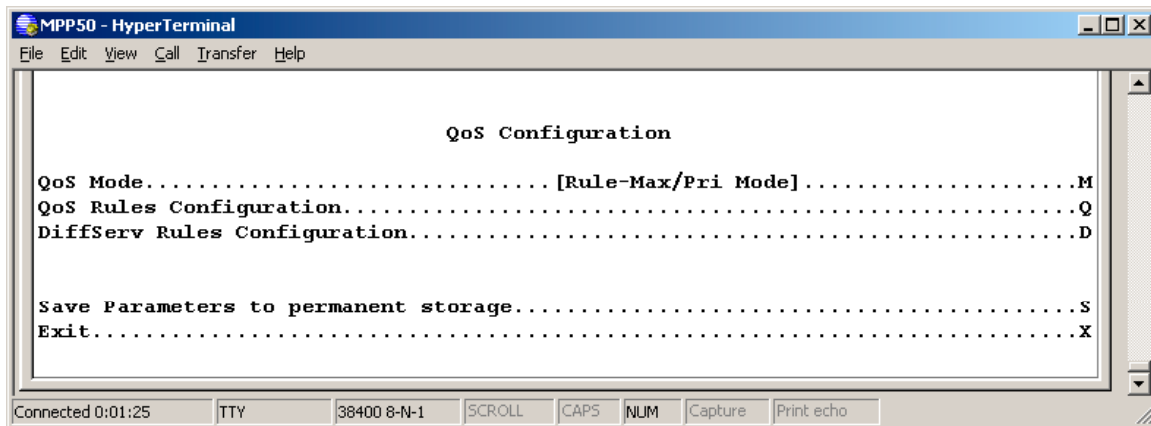 MPP50 - HyperTerminal
File Edit View Call Transfer Help
QoS Configuration
QoS Mode...............................[Rule-Max/Pri Mode].....................M
QoS Rules Configuration........................................................Q
DiffServ Rules Configuration...................................................D
Save Parameters to permanent storage...........................................S
Exit...........................................................................X
Connected 0:01:25 TTY 38400 8-N-1 SCROLL CAPS NUM Capture Print echo